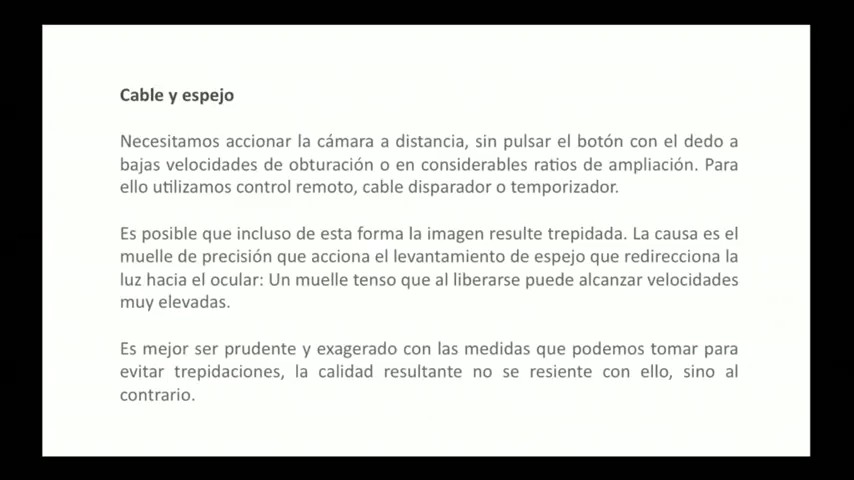 Cable y espejo
Necesitamos accionar la cámara a distancia, sin pulsar el botón con el dedo a
bajas velocidades de obturación o en considerables ratios de ampliación. Para
ello utilizamos control remoto, cable disparador o temporizador.
Es posible que incluso de esta forma la imagen resulte trepidada. La causa es el
muelle de precisión que acciona el levantamiento de espejo que redirecciona la
luz hacia el ocular: Un muelle tenso que al liberarse puede alcanzar velocidades
muy elevadas.
Es mejor ser prudente y exagerado con las medidas que podemos tomar para
evitar trepidaciones, la calidad resultante no se resiente con ello, sino al
contrario.